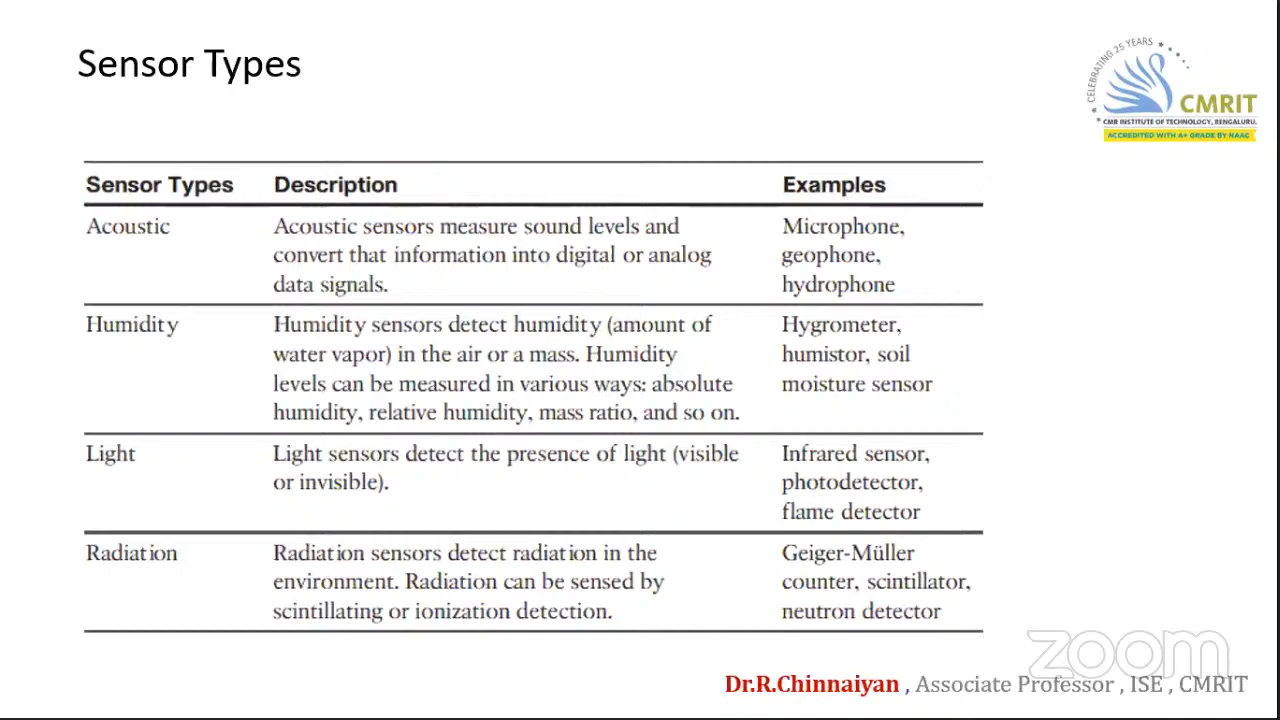 Sensor Types
CELEBRATING 25 YEARS
CMRIT
CMR INSTITUTE OF TECHNOLOGY, BENGALURU.
ACCREDITED WITH A+ GRADE BY NAAC
Sensor Types Description Examples
Acoustic Acoustic sensors measure sound levels and Microphone,
convert that information into digital or analog geophone,
data signals. hydrophone
Humidity Humidity sensors detect humidity (amount of Hygrometer,
water vapor) in the air or a mass. Humidity humistor, soil
levels can be measured in various ways: absolute moisture sensor
humidity, relative humidity, mass ratio, and so on.
Light Light sensors detect the presence of light (visible Infrared sensor,
or invisible). photodetector,
flame detector
Radiation Radiation sensors detect radiation in the Geiger-Müller
environment. Radiation can be sensed by counter, scintillator,
scintillating or ionization detection. neutron detector
zoom
Dr.R.Chinnaiyan , Associate Professor , ISE , CMRIT